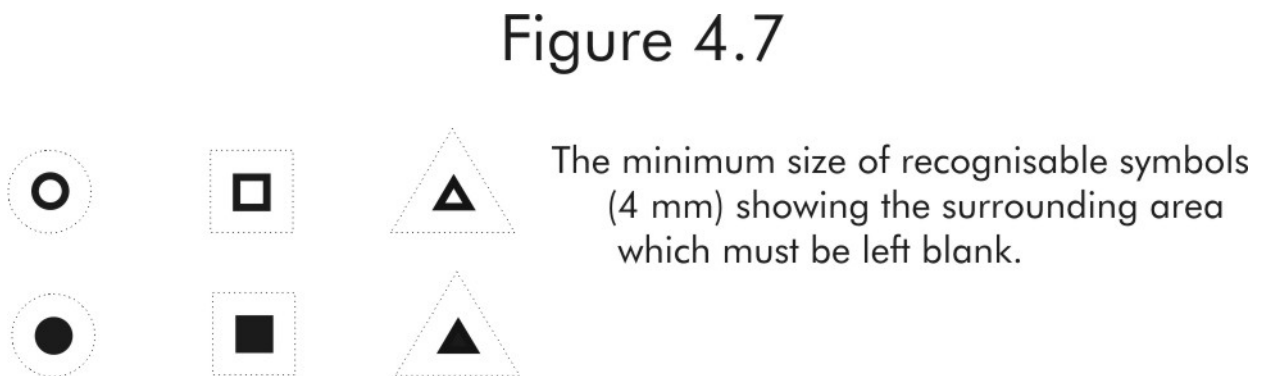 Figure 4.7
The minimum size of recognisable symbols
(4 mm) showing the surrounding area
which must be left blank.